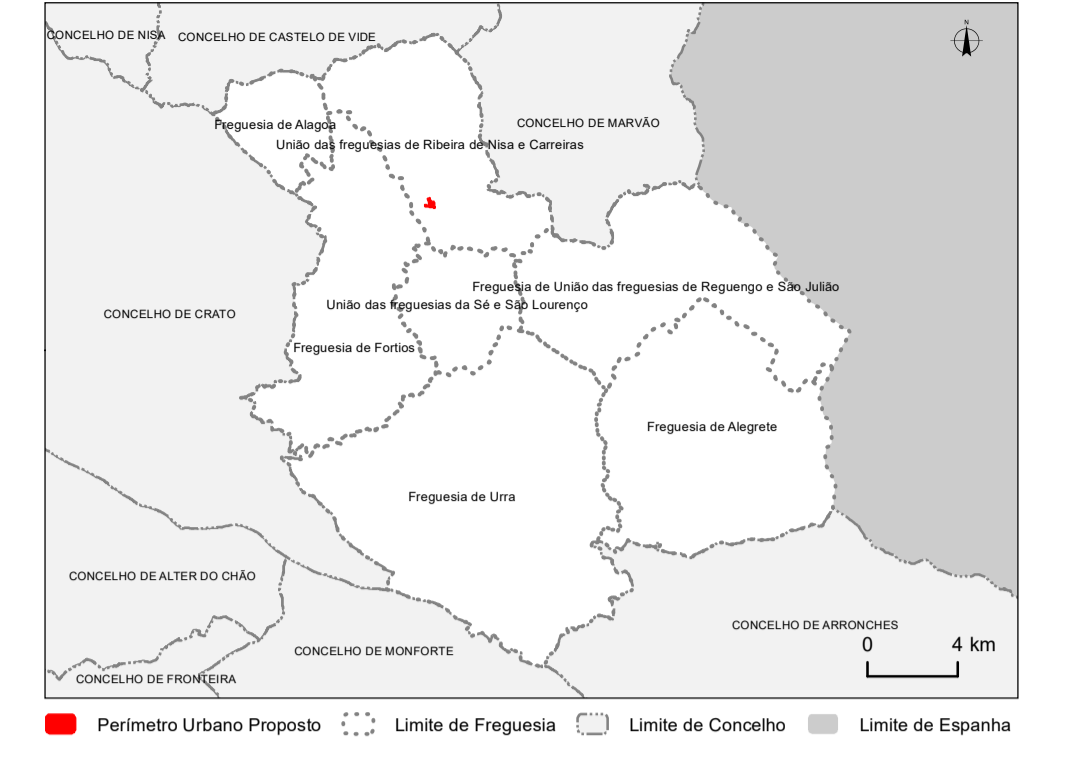 N
CONCELHO DE NISA
CONCELHO DE CASTELO DE VIDE
Freguesia de Alagoa
CONCELHO DE MARVÃO
União das freguesias de Ribeira de Nisa e Carreiras
Freguesia de União das freguesias de Reguengo e São Julião
União das freguesias da Sé e São Lourenço
CONCELHO DE CRATO
Freguesia de Fortios
Freguesia de Alegrete
Freguesia de Urra
CONCELHO DE ALTER DO CHÃO
CONCELHO DE ARRONCHES
0 4 km
CONCELHO DE MONFORTE
CONCELHO DE FRONTEIRA
Perímetro Urbano Proposto
Limite de Freguesia
Limite de Concelho
Limite de Espanha